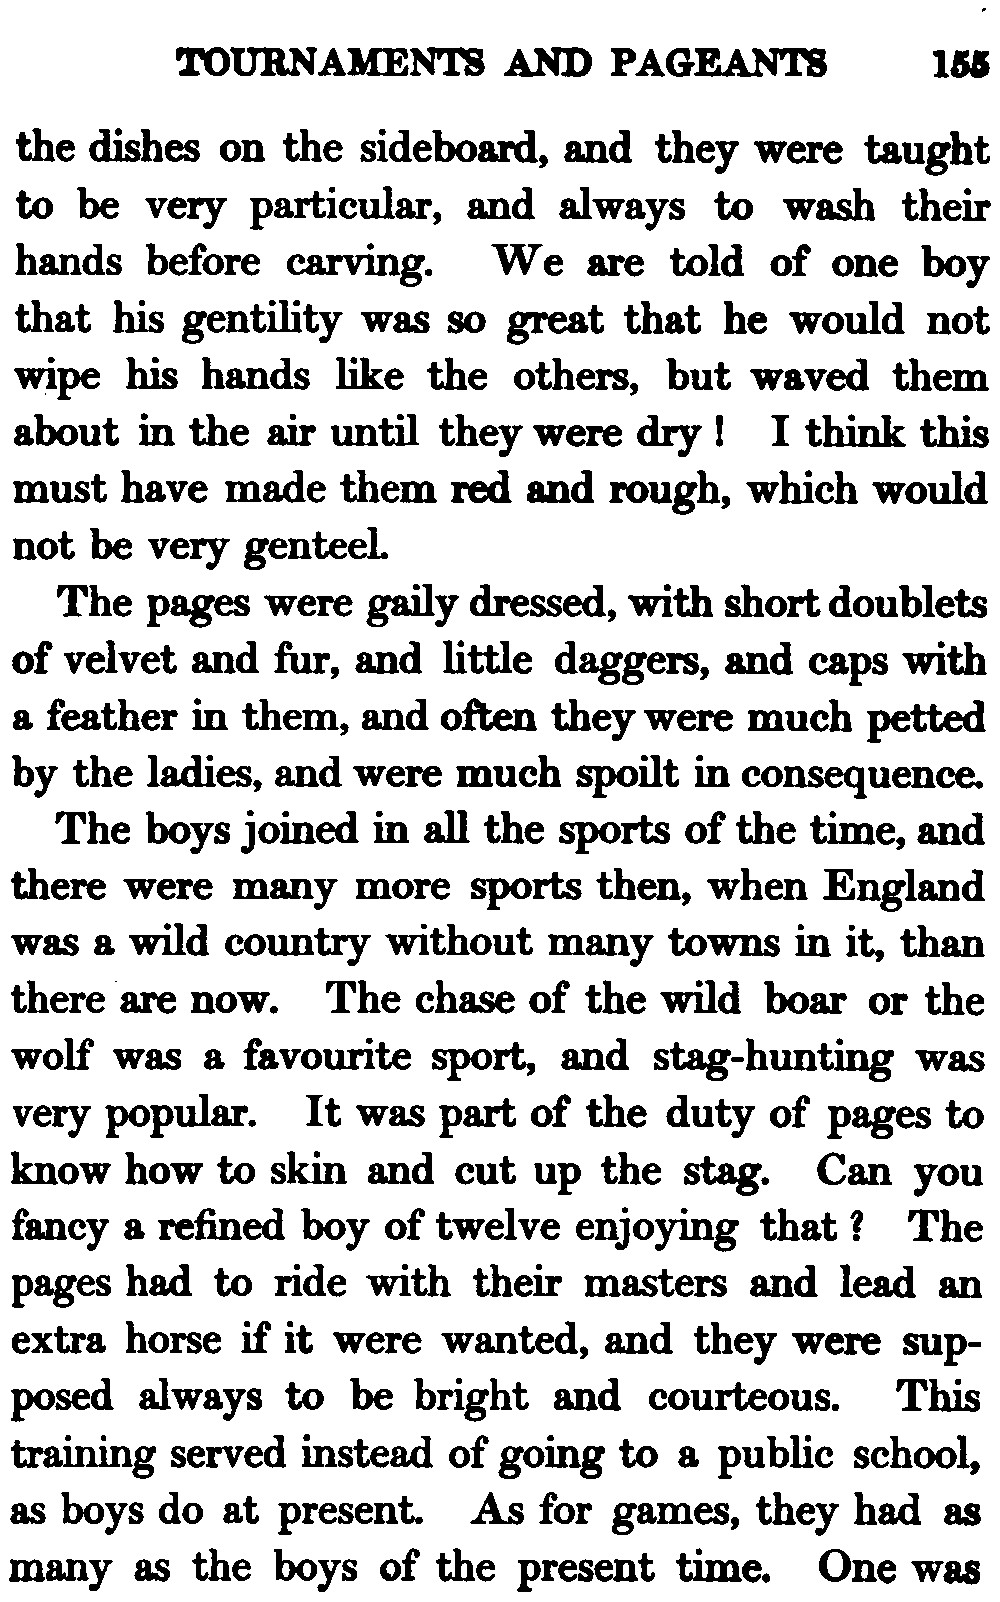 TOURNAMENTS AND PAGEANTS 155
the dishes on the sideboard, and they were taught
to be very particular, and always to wash their
hands before carving. We are told of one boy
that his gentility was so great that he would not
wipe his hands like the others, but waved them
about in the air until they were dry ! I think this
must have made them red and rough, which would
not be very genteel.
The pages were gaily dressed, with short doublets
of velvet and fur, and little daggers, and caps with
a feather in them, and often they were much petted
by the ladies, and were much spoilt in consequence.
The boys joined in all the sports of the time, and
there were many more sports then, when England
was a wild country without many towns in it, than
there are now. The chase of the wild boar or the
wolf was a favourite sport, and stag-hunting was
very popular. It was part of the duty of pages to
know how to skin and cut up the stag. Can you
fancy a refined boy of twelve enjoying that ? The
pages had to ride with their masters and lead an
extra horse if it were wanted, and they were sup-
posed always to be bright and courteous. This
training served instead of going to a public school,
as boys do at present. As for games, they had as
many as the boys of the present time. One was